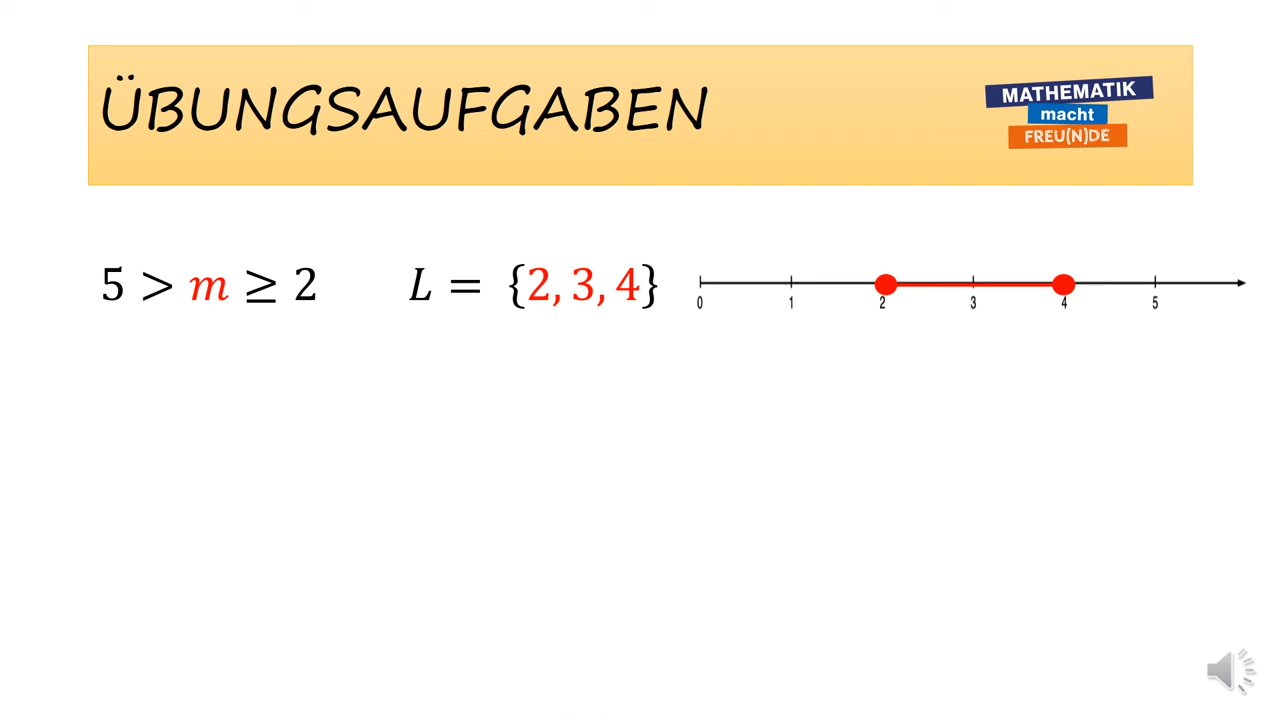 ÜBUNGSAUFGABEN
MATHEMATIK
macht
FREU(N)DE
5 > m ≥ 2 L = {2, 3, 4}
0 1 2 3 4 5